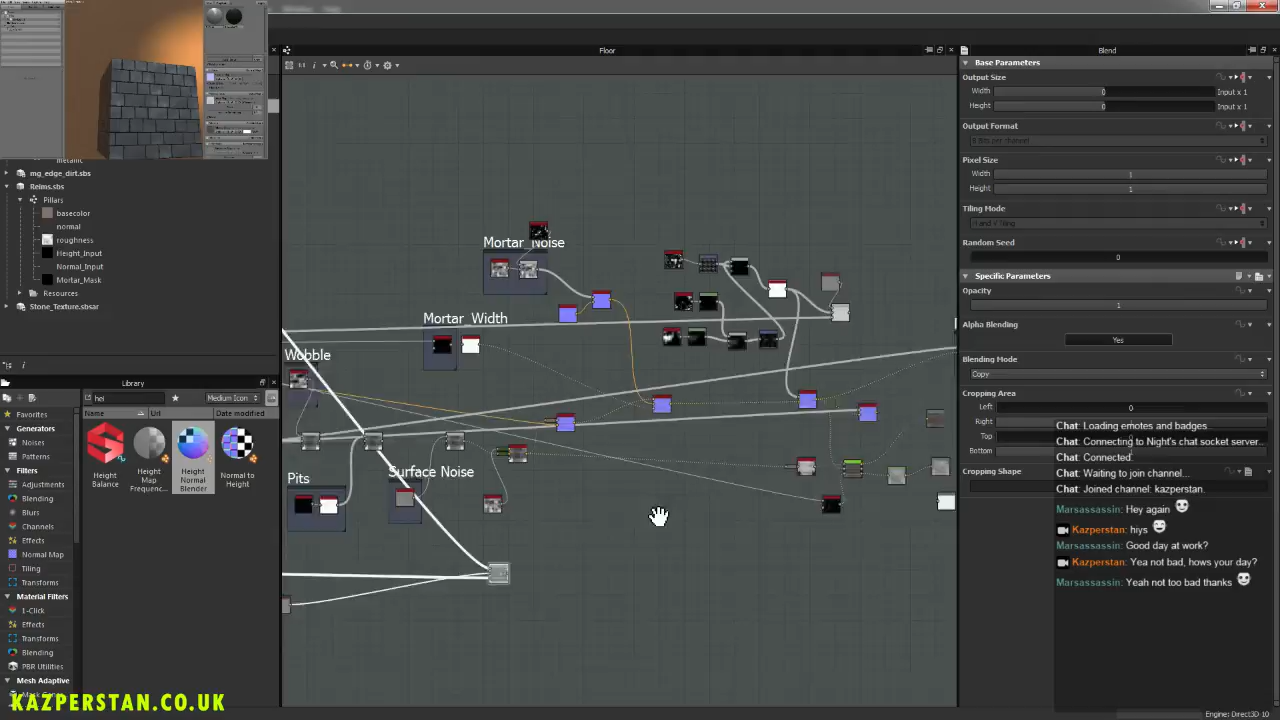 Floor
Blend
Base Parameters
Output Size
Width
0
Input x 1
Height
0
Input x 1
Output Format
8 Bits per channel
Pixel Size
Width
1
Height
1
Tiling Mode
H and V Tiling
Random Seed
0
Specific Parameters
Opacity
1
Alpha Blending
Yes
Blending Mode
Copy
Cropping Area
Left
0
Right
Top
Bottom
Cropping Shape
metallic
mg_edge_dirt.sbs
Reims.sbs
Pillars
basecolor
normal
roughness
Height_Input
Normal_Input
Mortar_Mask
Resources
Stone_Texture.sbsar
Library
hei
Medium Icon
Favorites
Generators
Noises
Patterns
Filters
Adjustments
Blending
Blurs
Channels
Effects
Normal Map
Tiling
Transforms
Material Filters
1-Click
Effects
Transforms
Blending
PBR Utilities
Mesh Adaptive
Name
Url
Date modified
Height Balance
Height Map Frequenc...
Height Normal Blender
Normal to Height
Mortar_Noise
Mortar_Width
Wobble
Surface Noise
Pits
Chat: Loading emotes and badges
Chat: Connecting to Night's chat socket server..
Chat: Connected.
Chat: Waiting to join channel...
Chat: Joined channel: kazperstan.
Marsassassin: Hey again
Kazperstan: hiys
Marsassassin: Good day at work?
Kazperstan: Yea not bad, hows your day?
Marsassassin: Yeah not too bad thanks
KAZPERSTAN.CO.UK
Engine: Direct3D 10